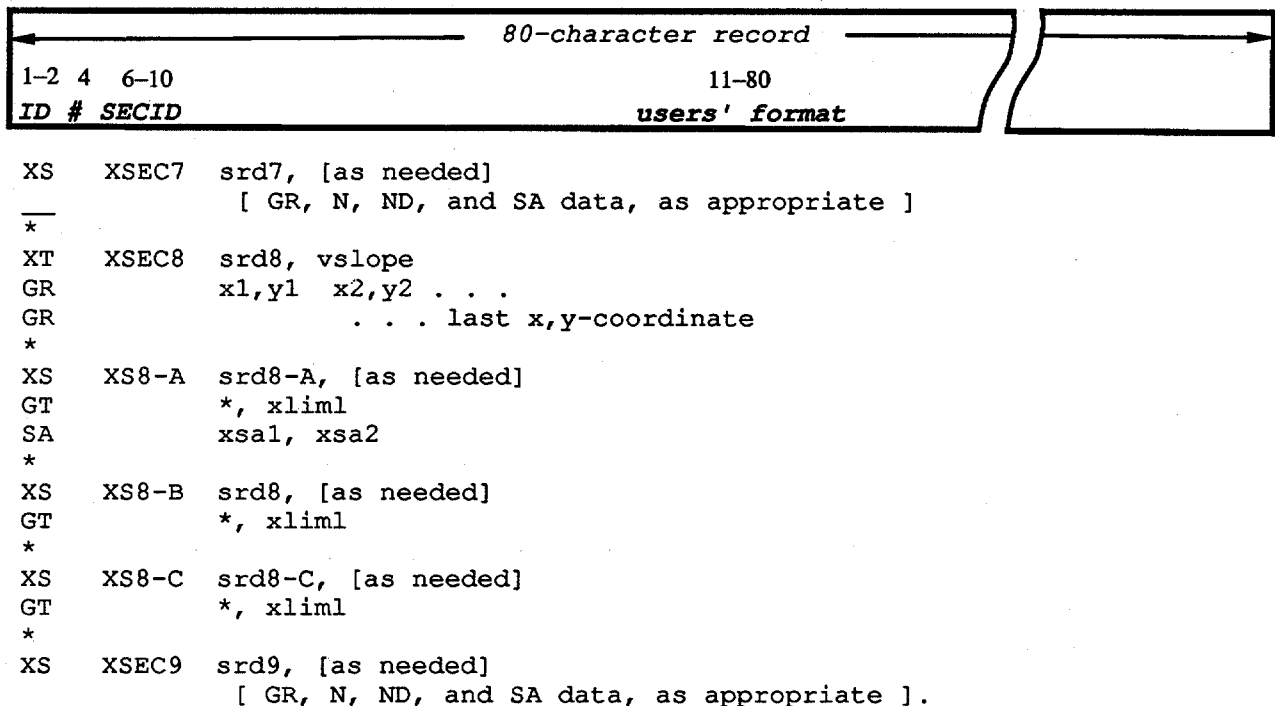 80-character record
1–2 4 6–10 11–80
ID # SECID users' format
XS XSEC7 srd7, [as needed]
[ GR, N, ND, and SA data, as appropriate ]
__
*
XT XSEC8 srd8, vslope
GR x1,y1 x2,y2 . . .
GR . . . last x,y-coordinate
*
XS XS8-A srd8-A, [as needed]
GT *, xliml
SA xsa1, xsa2
*
XS XS8-B srd8, [as needed]
GT *, xliml
*
XS XS8-C srd8-C, [as needed]
GT *, xliml
*
XS XSEC9 srd9, [as needed]
[ GR, N, ND, and SA data, as appropriate ].